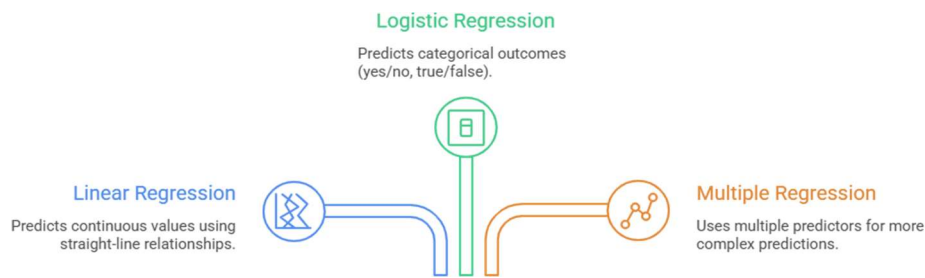 Logistic Regression
Predicts categorical outcomes
(yes/no, true/false).
Linear Regression
Predicts continuous values using
straight-line relationships.
Multiple Regression
Uses multiple predictors for more
complex predictions.